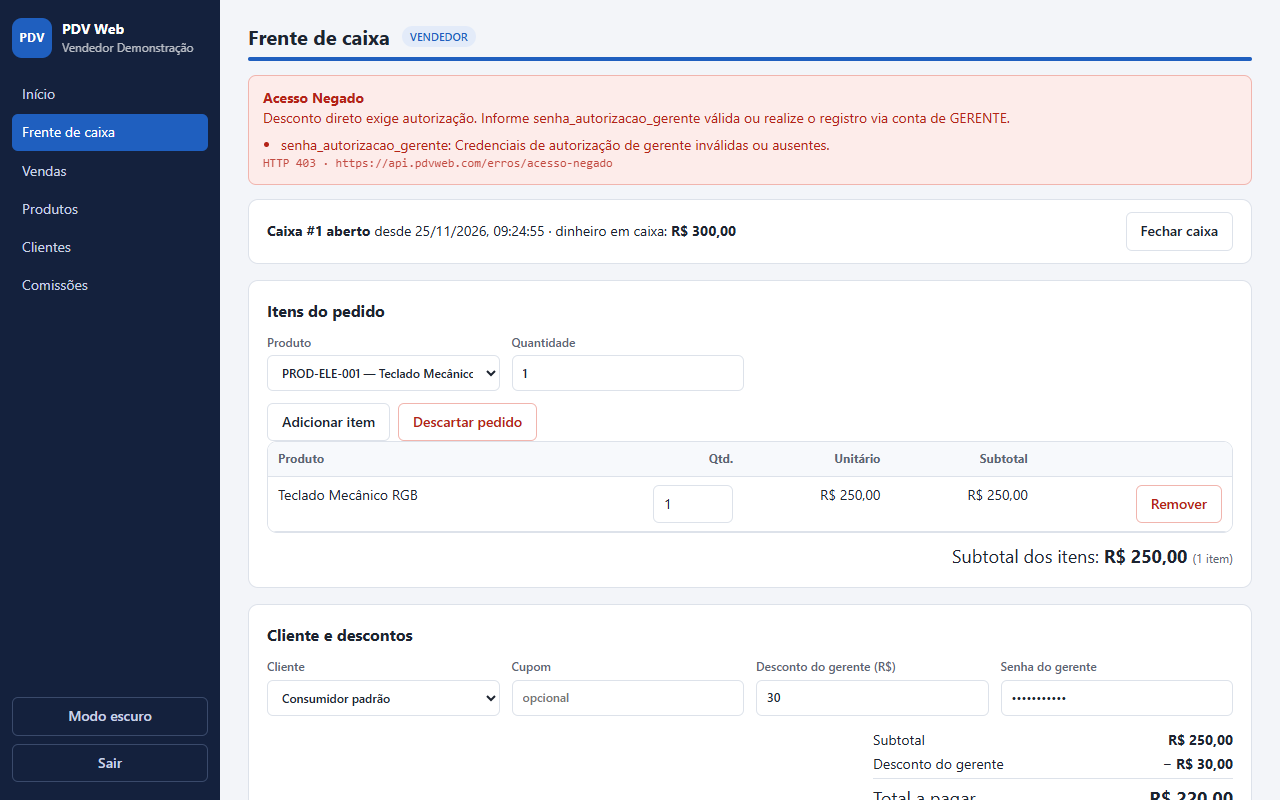 PDV
PDV Web
Vendedor Demonstração
Início
Frente de caixa
Vendas
Produtos
Clientes
Comissões
Modo escuro
Sair
Frente de caixa
VENDEDOR
Acesso Negado
Desconto direto exige autorização. Informe senha_autorizacao_gerente válida ou realize o registro via conta de GERENTE.
• senha_autorizacao_gerente: Credenciais de autorização de gerente inválidas ou ausentes.
HTTP 403 · https://api.pdvweb.com/erros/acesso-negado
Caixa #1 aberto desde 25/11/2026, 09:24:55 · dinheiro em caixa: R$ 300,00
Fechar caixa
Itens do pedido
Produto Quantidade
PROD-ELE-001 — Teclado Mecânic 1
Adicionar item Descartar pedido
Produto Qtd. Unitário Subtotal
Teclado Mecânico RGB 1 R$ 250,00 R$ 250,00 Remover
Subtotal dos itens: R$ 250,00 (1 item)
Cliente e descontos
Cliente Cupom Desconto do gerente (R$) Senha do gerente
Consumidor padrão opcional 30 •••••••••••
Subtotal R$ 250,00
Desconto do gerente − R$ 30,00
Total a pagar R$ 220,00